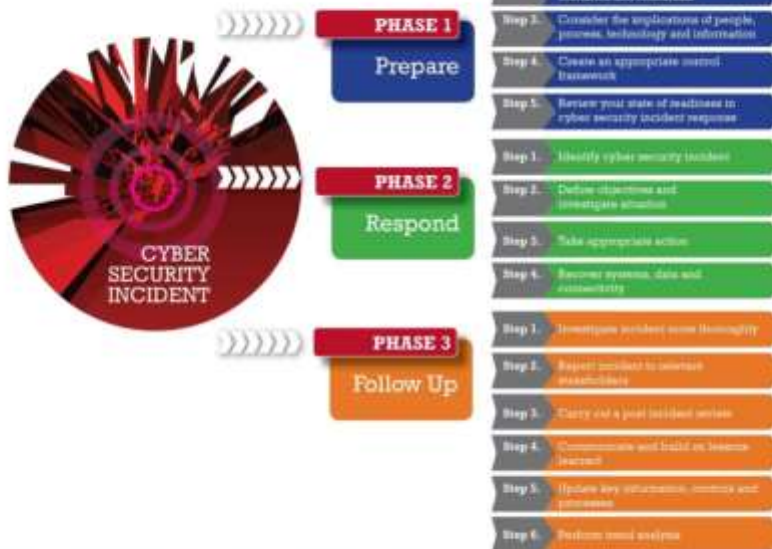 CYBER
SECURITY
INCIDENT
PHASE 1
Prepare
Step 3. Consider the implications of people,
process, technology and information
Step 4. Create an appropriate control
framework
Step 5. Review your state of readiness in
cyber security incident response
PHASE 2
Respond
Step 1. Identify cyber security incident
Step 2. Define objectives and
investigate situation
Step 3. Take appropriate action
Step 4. Recover systems, data and
connectivity
PHASE 3
Follow Up
Step 1. Investigate incident more thoroughly
Step 2. Report incident to relevant
stakeholders
Step 3. Carry out a post incident review
Step 4. Communicate and build on lessons
learned
Step 5. Update key information, controls and
processes
Step 6. Perform trend analysis